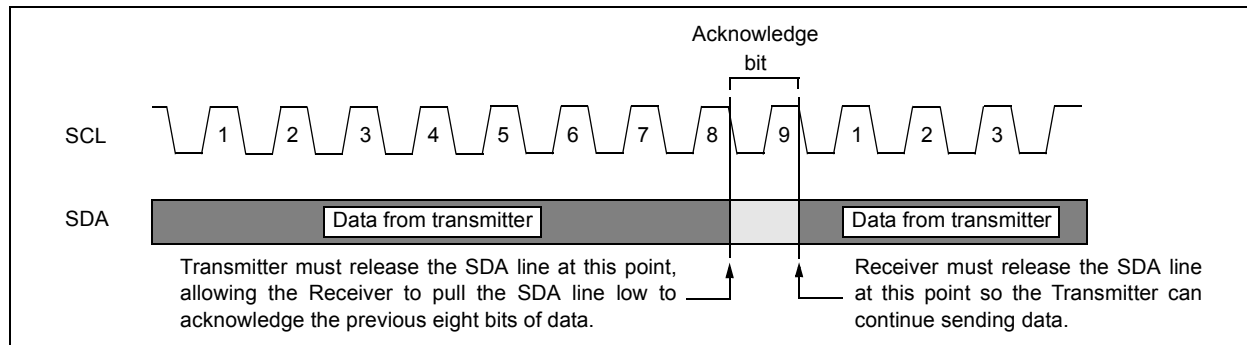 Acknowledge
bit
SCL
1 2 3 4 5 6 7 8 9 1 2 3
SDA
Data from transmitter Data from transmitter
Transmitter must release the SDA line at this point,
allowing the Receiver to pull the SDA line low to
acknowledge the previous eight bits of data.
Receiver must release the SDA line
at this point so the Transmitter can
continue sending data.